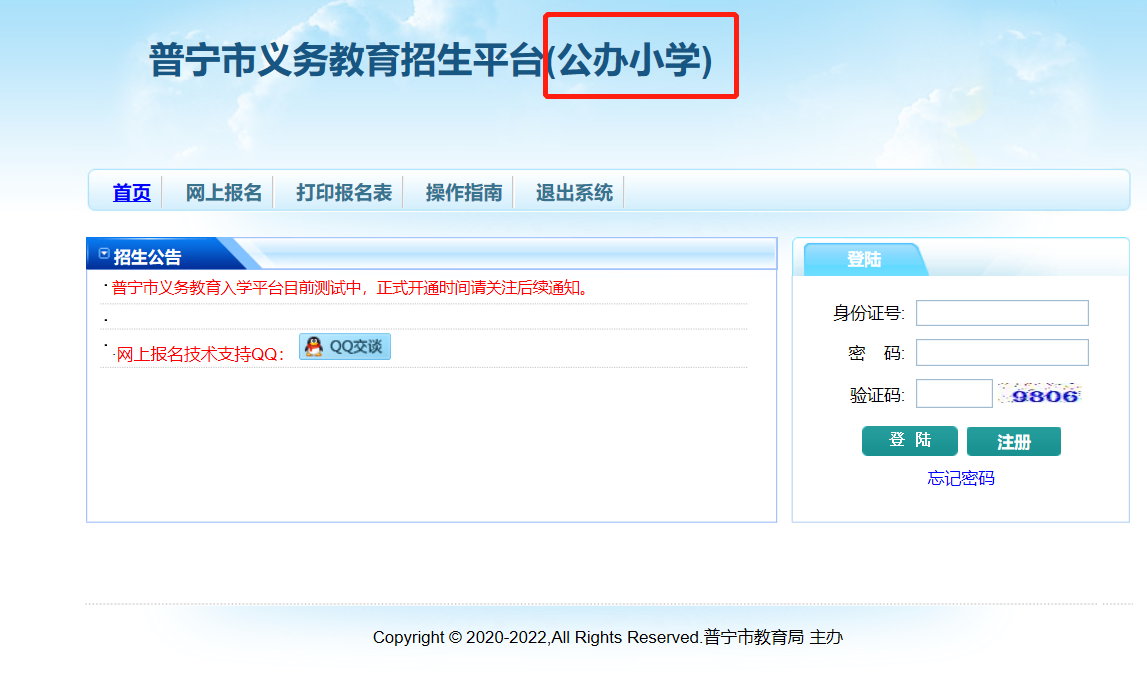 普宁市义务教育招生平台(公办小学)
首页 网上报名 打印报名表 操作指南 退出系统
招生公告
·普宁市义务教育入学平台目前测试中，正式开通时间请关注后续通知。
·
· ·网上报名技术支持QQ： QQ交谈
登陆
身份证号:
密 码:
验证码: 9806
登 陆 注册
忘记密码
Copyright © 2020-2022,All Rights Reserved.普宁市教育局 主办